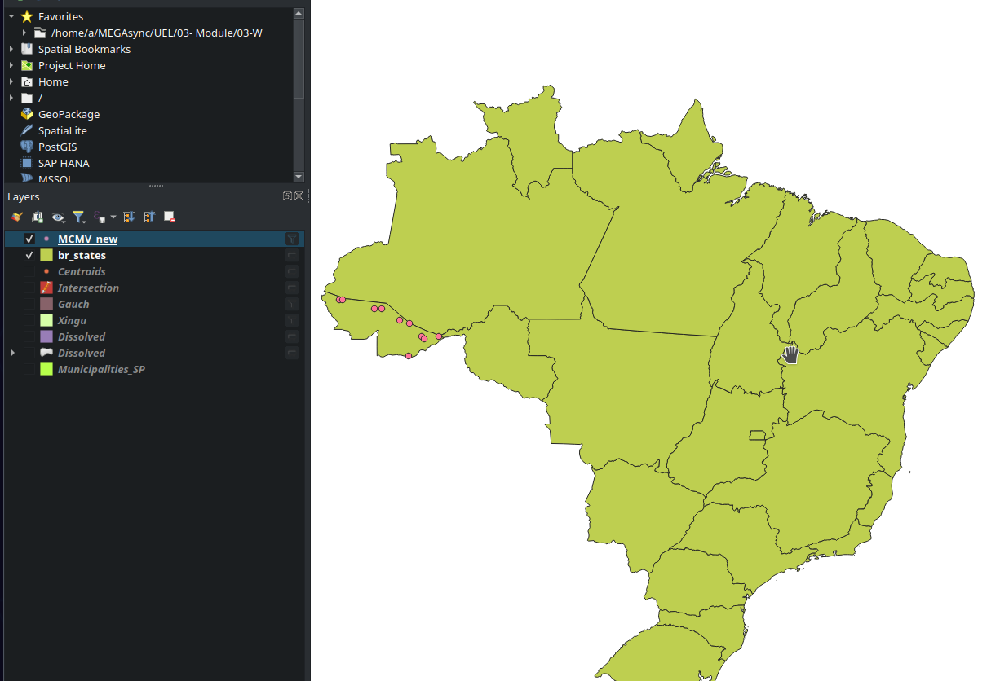 Favorites
/home/a/MEGAsync/UEL/03- Module/03-W
Spatial Bookmarks
Project Home
Home
/
GeoPackage
SpatiaLite
PostGIS
SAP HANA
MSSQL
Layers
MCMV_new
br_states
Centroids
Intersection
Gauch
Xingu
Dissolved
Dissolved
Municipalities_SP